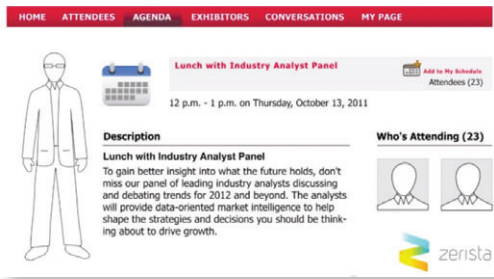 HOME ATTENDEES AGENDA EXHIBITORS CONVERSATIONS MY PAGE
Lunch with Industry Analyst Panel
Add to My Schedule
Attendees (23)
12 p.m. - 1 p.m. on Thursday, October 13, 2011
Description
Who's Attending (23)
Lunch with Industry Analyst Panel
To gain better insight into what the future holds, don't
miss our panel of leading industry analysts discussing
and debating trends for 2012 and beyond. The analysts
will provide data-oriented market intelligence to help
shape the strategies and decisions you should be think-
ing about to drive growth.
zerista